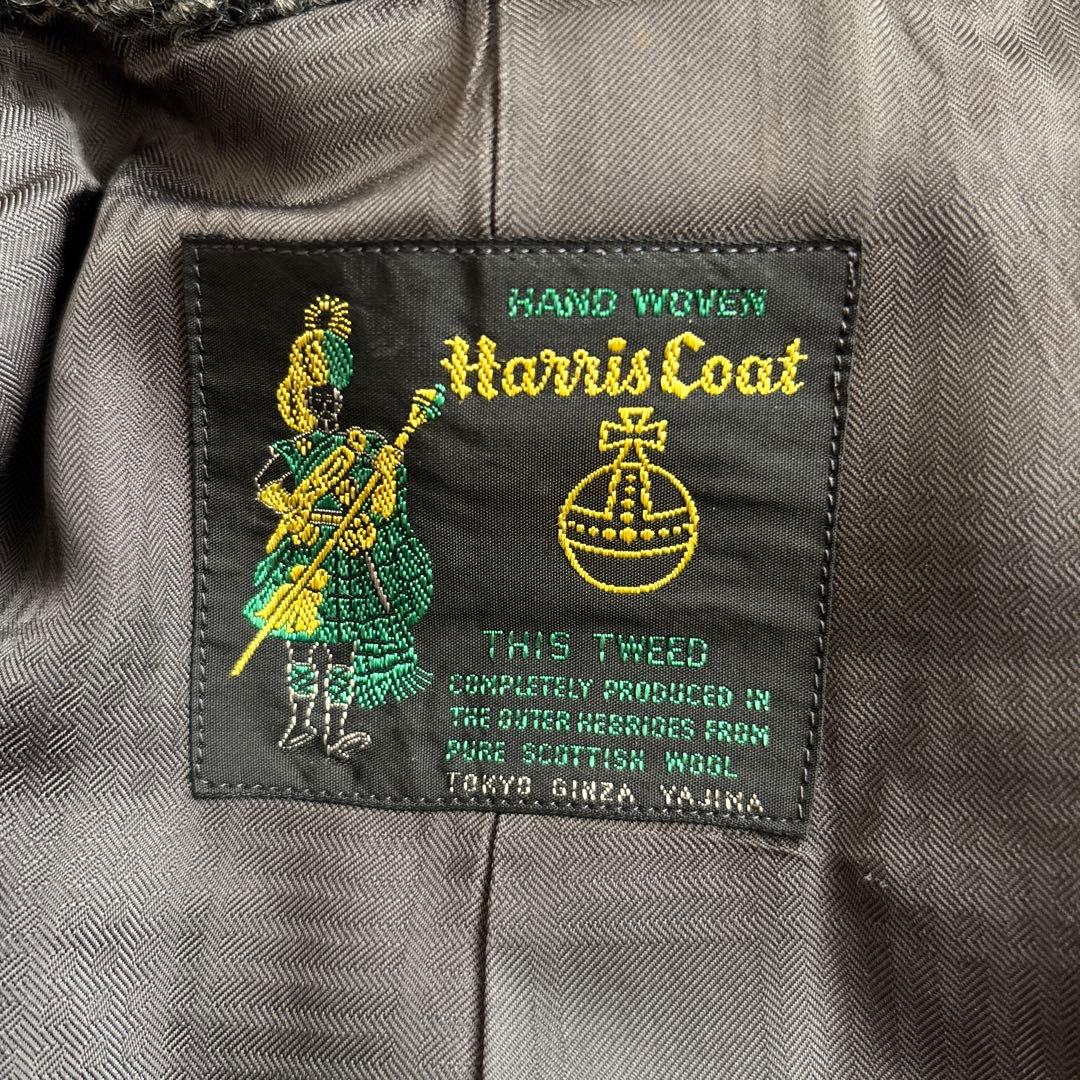 HAND WOVEN
Harris Coat
THIS TWEED
COMPLETELY PRODUCED IN
THE OUTER HEBRIDES FROM
PURE SCOTTISH WOOL
TOKYO GINZA YAJIMA